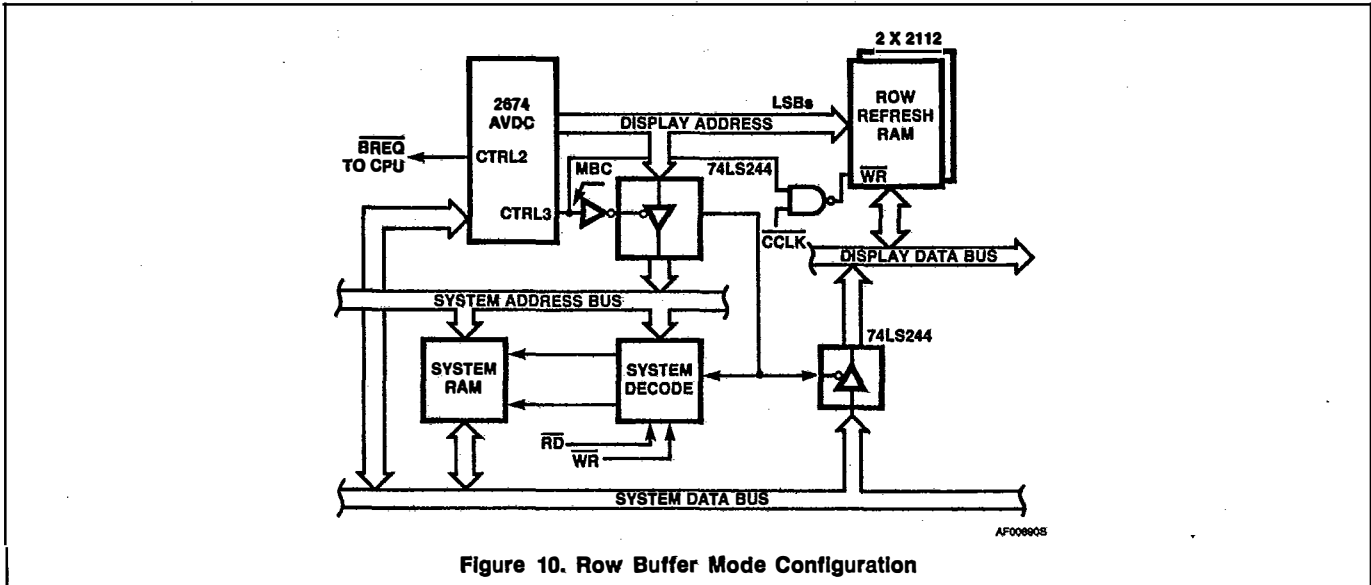 2 X 2112
2674
AVDC
LSBs
DISPLAY ADDRESS
ROW
REFRESH
RAM
BREQ
TO CPU
CTRL2
MBC
74LS244
WR
CTRL3
CCLK
DISPLAY DATA BUS
SYSTEM ADDRESS BUS
74LS244
SYSTEM
RAM
SYSTEM
DECODE
RD
WR
SYSTEM DATA BUS
AF00690S
Figure 10. Row Buffer Mode Configuration